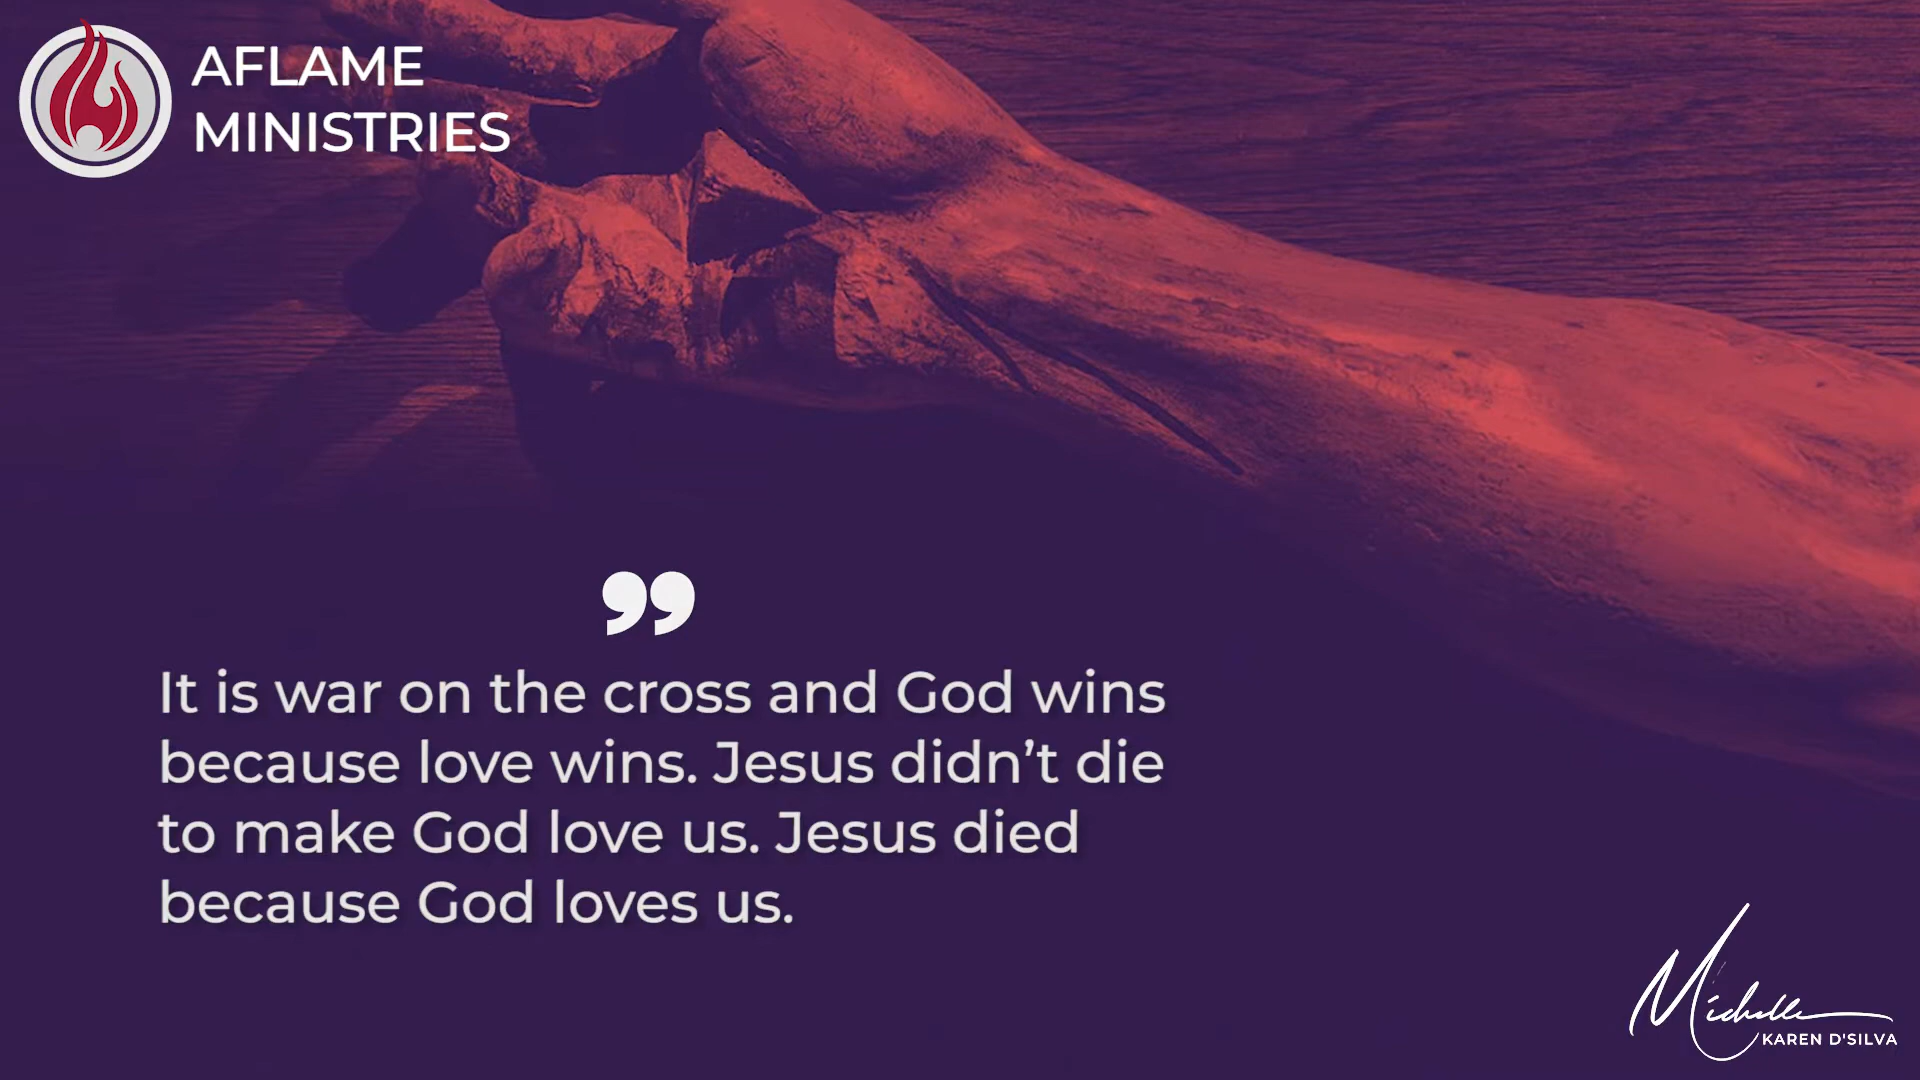 AFLAME
MINISTRIES
”
It is war on the cross and God wins
because love wins. Jesus didn’t die
to make God love us. Jesus died
because God loves us.
Michelle
KAREN D'SILVA